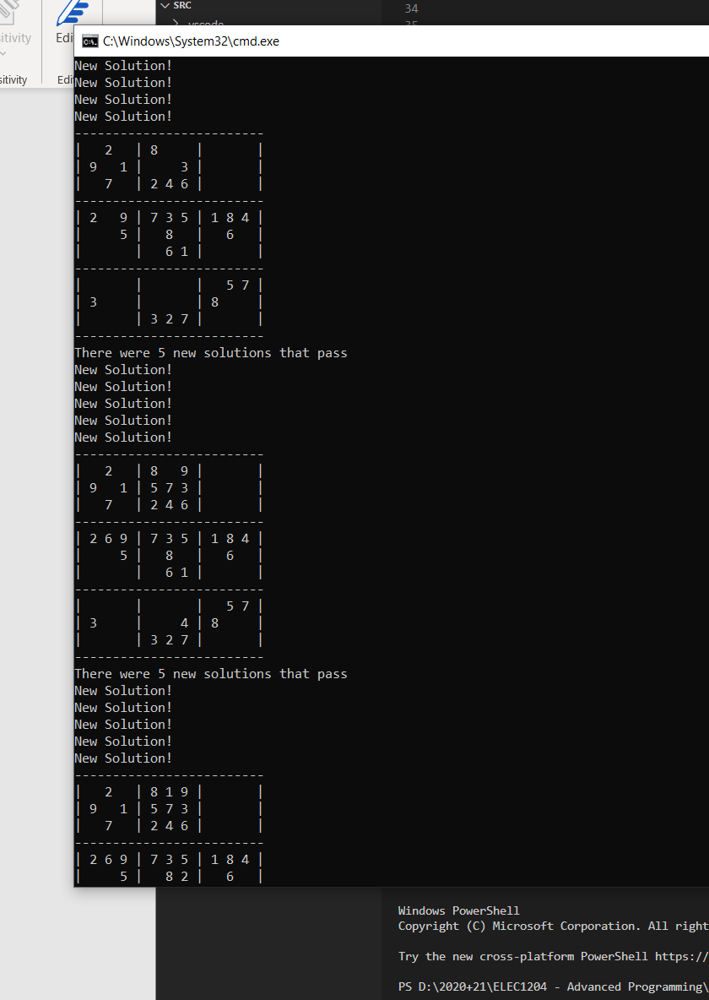 SRC
34
C:\Windows\System32\cmd.exe
New Solution!
New Solution!
New Solution!
New Solution!
-------------------------
|   2   | 8     |       |
| 9   1 |     3 |       |
|   7   | 2 4 6 |       |
-------------------------
| 2   9 | 7 3 5 | 1 8 4 |
|     5 |   8   |   6   |
|       |   6 1 |       |
-------------------------
|       |       |   5 7 |
| 3     |       | 8     |
|       | 3 2 7 |       |
-------------------------
There were 5 new solutions that pass
New Solution!
New Solution!
New Solution!
New Solution!
New Solution!
-------------------------
|   2   | 8   9 |       |
| 9   1 | 5 7 3 |       |
|   7   | 2 4 6 |       |
-------------------------
| 2 6 9 | 7 3 5 | 1 8 4 |
|     5 |   8   |   6   |
|       |   6 1 |       |
-------------------------
|       |       |   5 7 |
| 3     |     4 | 8     |
|       | 3 2 7 |       |
-------------------------
There were 5 new solutions that pass
New Solution!
New Solution!
New Solution!
New Solution!
New Solution!
-------------------------
|   2   | 8 1 9 |       |
| 9   1 | 5 7 3 |       |
|   7   | 2 4 6 |       |
-------------------------
| 2 6 9 | 7 3 5 | 1 8 4 |
|     5 |   8 2 |   6   |
Windows PowerShell
Copyright (C) Microsoft Corporation. All right
Try the new cross-platform PowerShell https://
PS D:\2020+21\ELEC1204 - Advanced Programming\